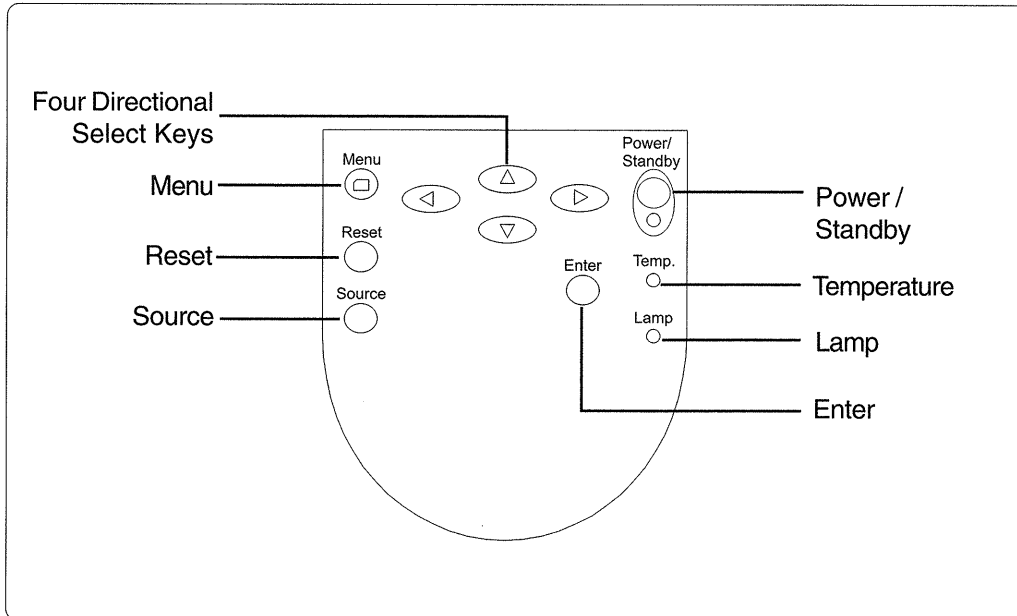 Four Directional
Select Keys
Menu
Reset
Source
Menu
Reset
Source
Enter
Power/
Standby
Temp.
Lamp
Power /
Standby
Temperature
Lamp
Enter